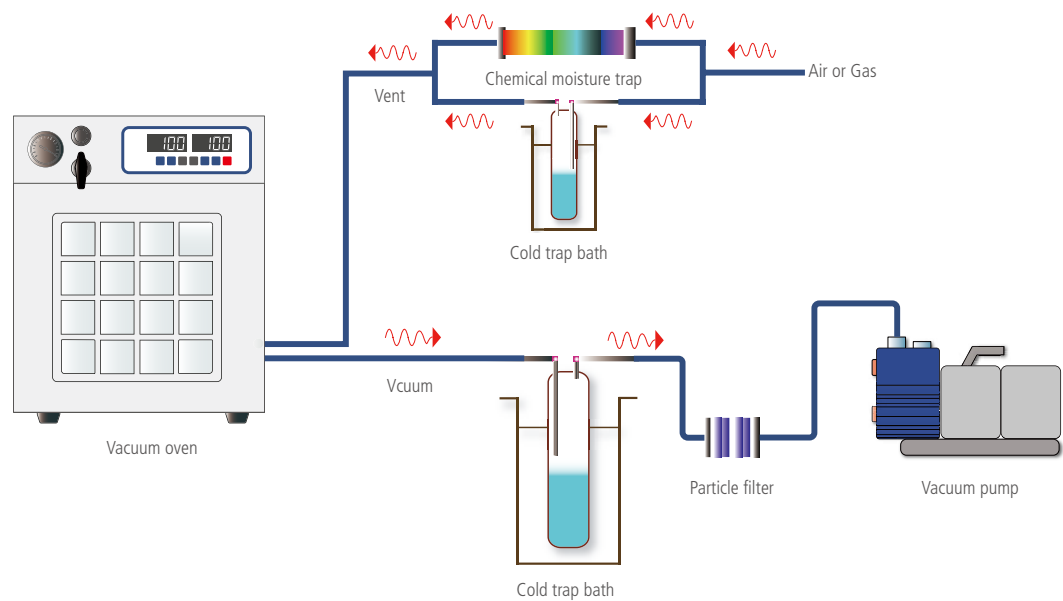 Air or Gas
Chemical moisture trap
Vent
100 100
Cold trap bath
Vcuum
Vacuum oven
Particle filter
Vacuum pump
Cold trap bath